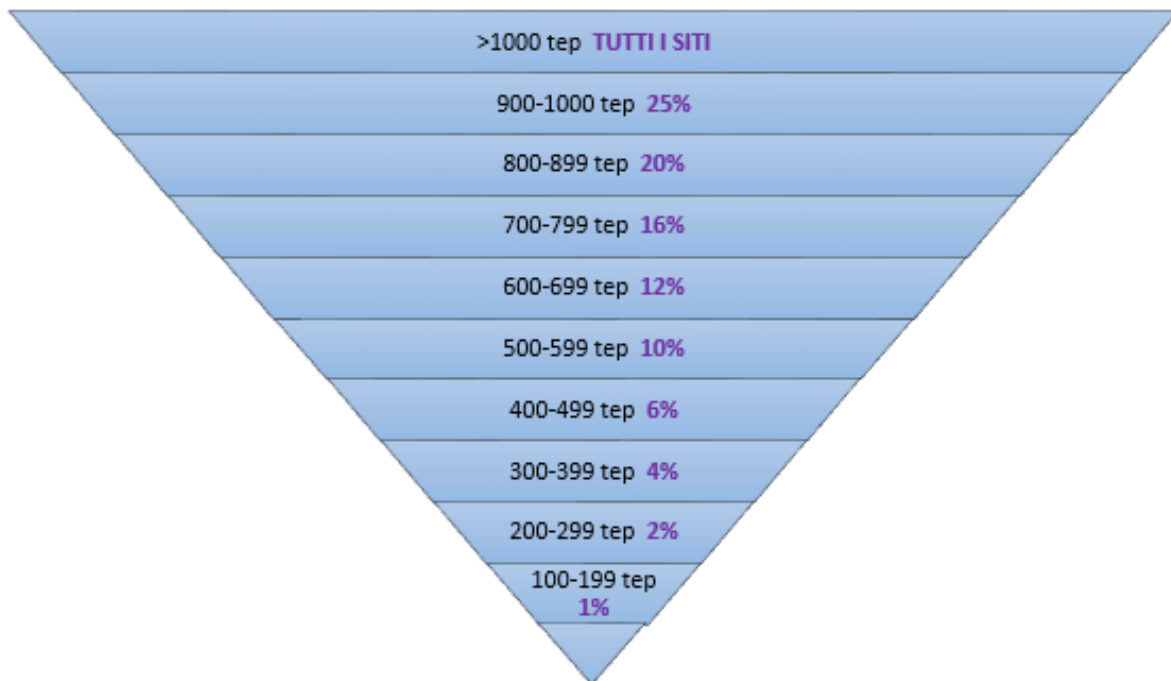 >1000 tep TUTTI I SITI
900-1000 tep 25%
800-899 tep 20%
700-799 tep 16%
600-699 tep 12%
500-599 tep 10%
400-499 tep 6%
300-399 tep 4%
200-299 tep 2%
100-199 tep
1%